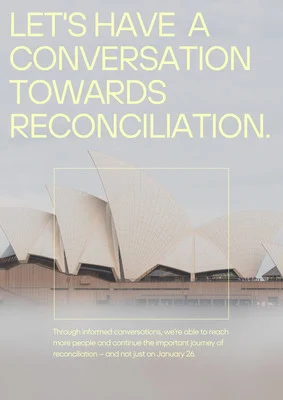 LET'S HAVE A
CONVERSATION
TOWARDS
RECONCILIATION.
Through informed conversations, we're able to reach
more people and continue the important journey of
reconciliation – and not just on January 26.